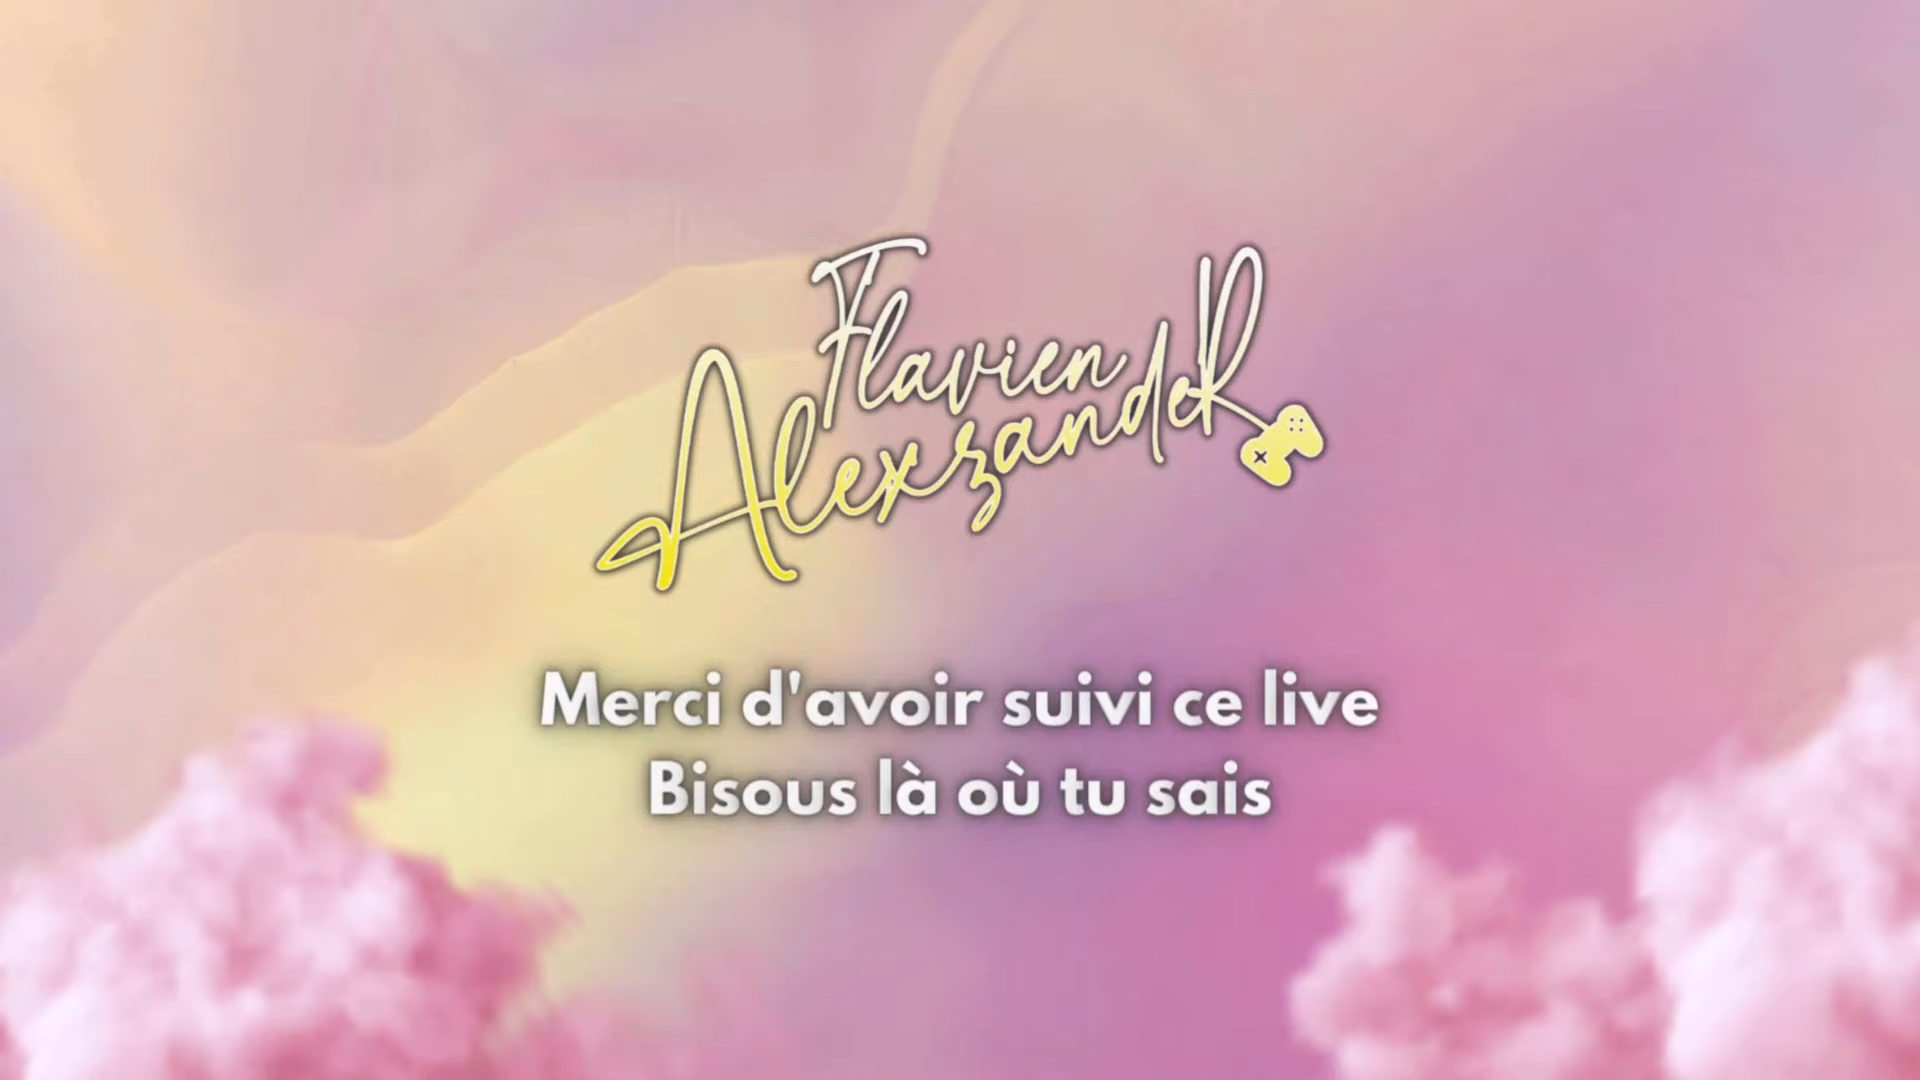 Flavien
AlexzandeR
Merci d'avoir suivi ce live
Bisous là où tu sais